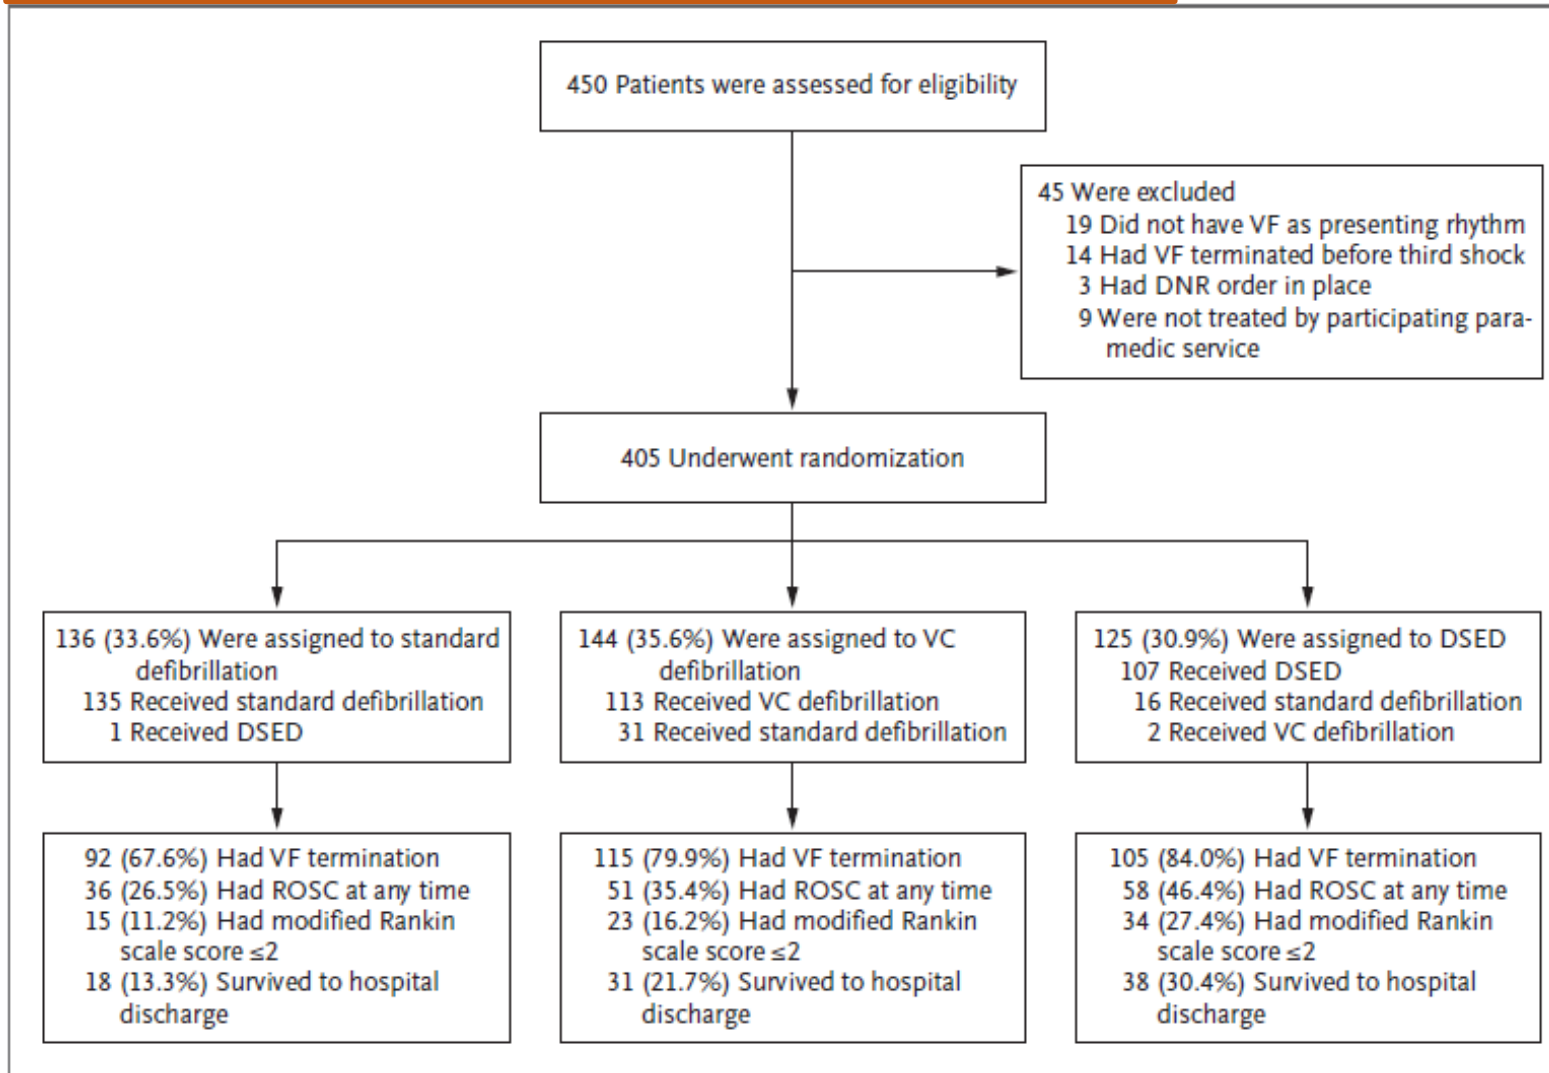 450 Patients were assessed for eligibility
45 Were excluded
19 Did not have VF as presenting rhythm
14 Had VF terminated before third shock
3 Had DNR order in place
9 Were not treated by participating para-
medic service
405 Underwent randomization
136 (33.6%) Were assigned to standard
defibrillation
135 Received standard defibrillation
1 Received DSED
144 (35.6%) Were assigned to VC
defibrillation
113 Received VC defibrillation
31 Received standard defibrillation
125 (30.9%) Were assigned to DSED
107 Received DSED
16 Received standard defibrillation
2 Received VC defibrillation
92 (67.6%) Had VF termination
36 (26.5%) Had ROSC at any time
15 (11.2%) Had modified Rankin
scale score ≤2
18 (13.3%) Survived to hospital
discharge
115 (79.9%) Had VF termination
51 (35.4%) Had ROSC at any time
23 (16.2%) Had modified Rankin
scale score ≤2
31 (21.7%) Survived to hospital
discharge
105 (84.0%) Had VF termination
58 (46.4%) Had ROSC at any time
34 (27.4%) Had modified Rankin
scale score ≤2
38 (30.4%) Survived to hospital
discharge